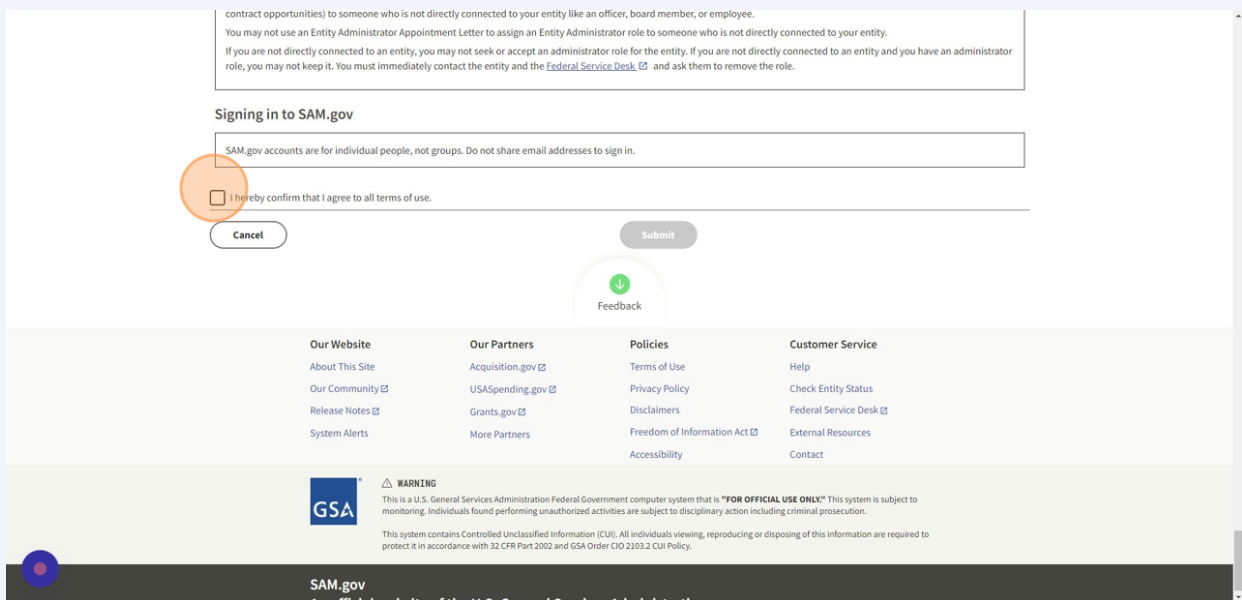 contract opportunities) to someone who is not directly connected to your entity like an officer, board member, or employee.
You may not use an Entity Administrator Appointment Letter to assign an Entity Administrator role to someone who is not directly connected to your entity.
If you are not directly connected to an entity, you may not seek or accept an administrator role for the entity. If you are not directly connected to an entity and you have an administrator
role, you may not keep it. You must immediately contact the entity and the Federal Service Desk and ask them to remove the role.
Signing in to SAM.gov
SAM.gov accounts are for individual people, not groups. Do not share email addresses to sign in.
I hereby confirm that I agree to all terms of use.
Cancel
Submit
Feedback
Our Website
About This Site
Our Community
Release Notes
System Alerts
Our Partners
Acquisition.gov
USASpending.gov
Grants.gov
More Partners
Policies
Terms of Use
Privacy Policy
Disclaimers
Freedom of Information Act
Accessibility
Customer Service
Help
Check Entity Status
Federal Service Desk
External Resources
Contact
GSA
WARNING
This is a U.S. General Services Administration Federal Government computer system that is "FOR OFFICIAL USE ONLY." This system is subject to
monitoring. Individuals found performing unauthorized activities are subject to disciplinary action including criminal prosecution.
This system contains Controlled Unclassified Information (CUI). All individuals viewing, reproducing or disposing of this information are required to
protect it in accordance with 32 CFR Part 2002 and GSA Order CIO 2103.2 CUI Policy.
SAM.gov